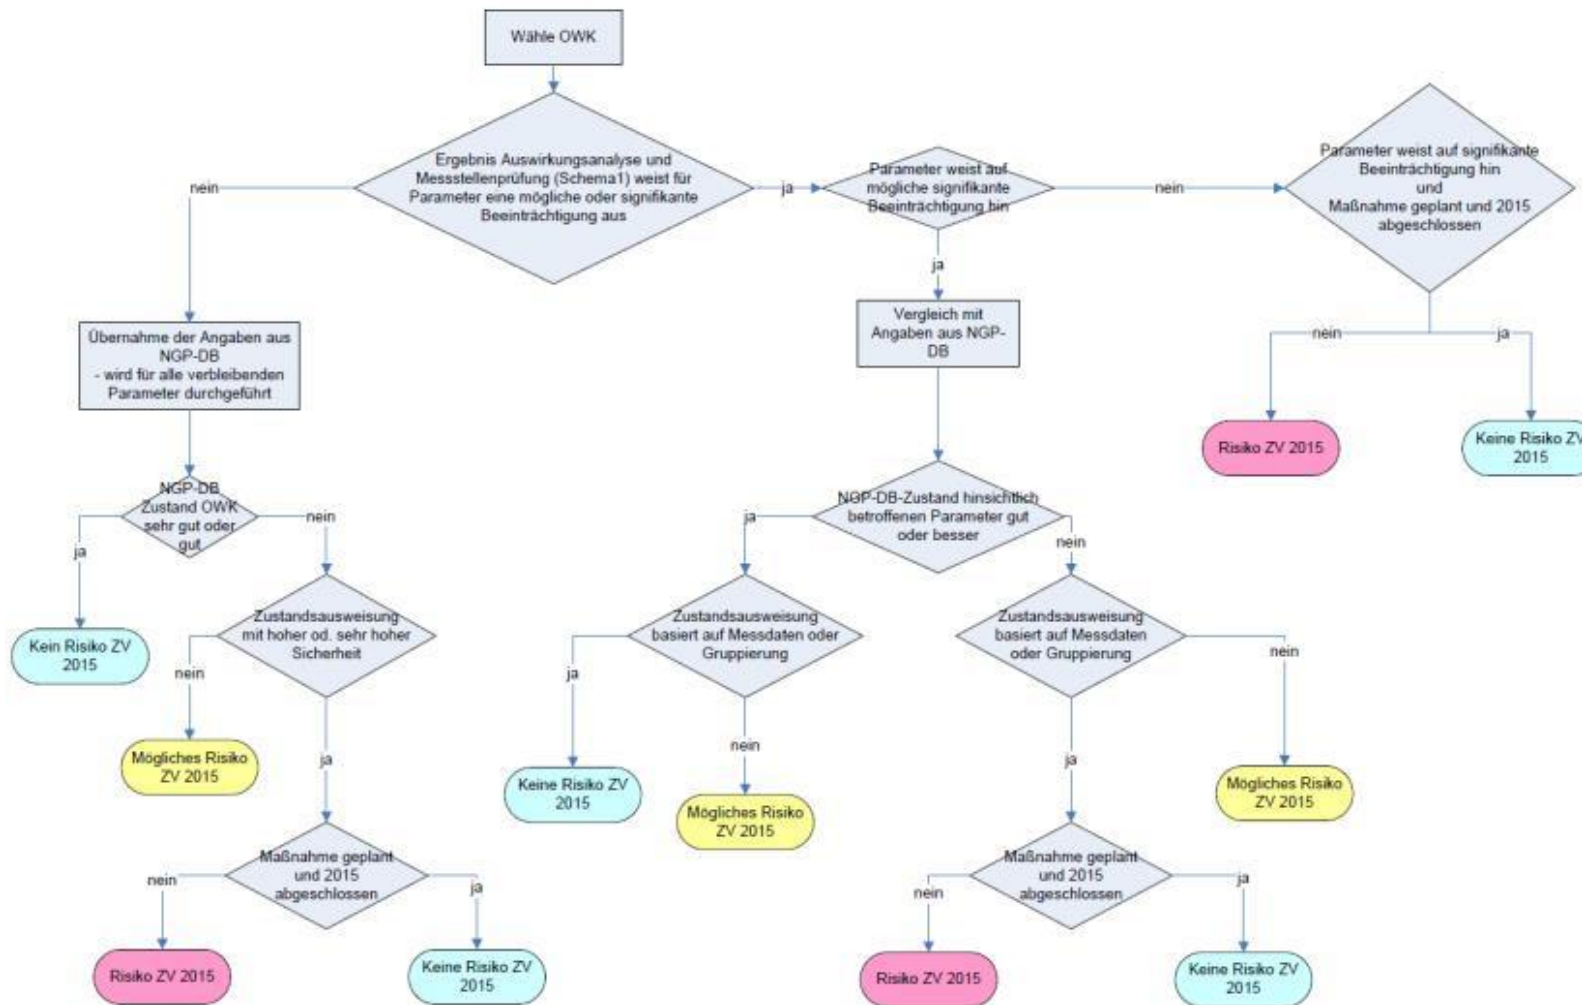 Wähle OWK
Ergebnis Auswirkungsanalyse und
Messstellenprüfung (Schema1) weist für
Parameter eine mögliche oder signifikante
Beeinträchtigung aus
nein
ja
Parameter weist auf
mögliche signifikante
Beeinträchtigung hin
nein
Parameter weist auf signifikante
Beeinträchtigung hin
und
Maßnahme geplant und 2015
abgeschlossen
ja
nein
ja
Risiko ZV 2015
Keine Risiko ZV
2015
Übernahme der Angaben aus
NGP-DB
- wird für alle verbleibenden
Parameter durchgeführt
Vergleich mit
Angaben aus NGP-
DB
NGP-DB
Zustand OWK
sehr gut oder
gut
ja
nein
Kein Risiko ZV
2015
Zustandsausweisung
mit hoher od. sehr hoher
Sicherheit
nein
ja
Mögliches Risiko
ZV 2015
Maßnahme geplant
und 2015
abgeschlossen
nein
ja
Risiko ZV 2015
Keine Risiko ZV
2015
NGP-DB-Zustand hinsichtlich
betroffenen Parameter gut
oder besser
ja
nein
Zustandsausweisung
basiert auf Messdaten oder
Gruppierung
ja
nein
Keine Risiko ZV
2015
Mögliches Risiko
ZV 2015
Zustandsausweisung
basiert auf Messdaten
oder Gruppierung
nein
ja
Mögliches Risiko
ZV 2015
Maßnahme geplant
und 2015
abgeschlossen
nein
ja
Risiko ZV 2015
Keine Risiko ZV
2015